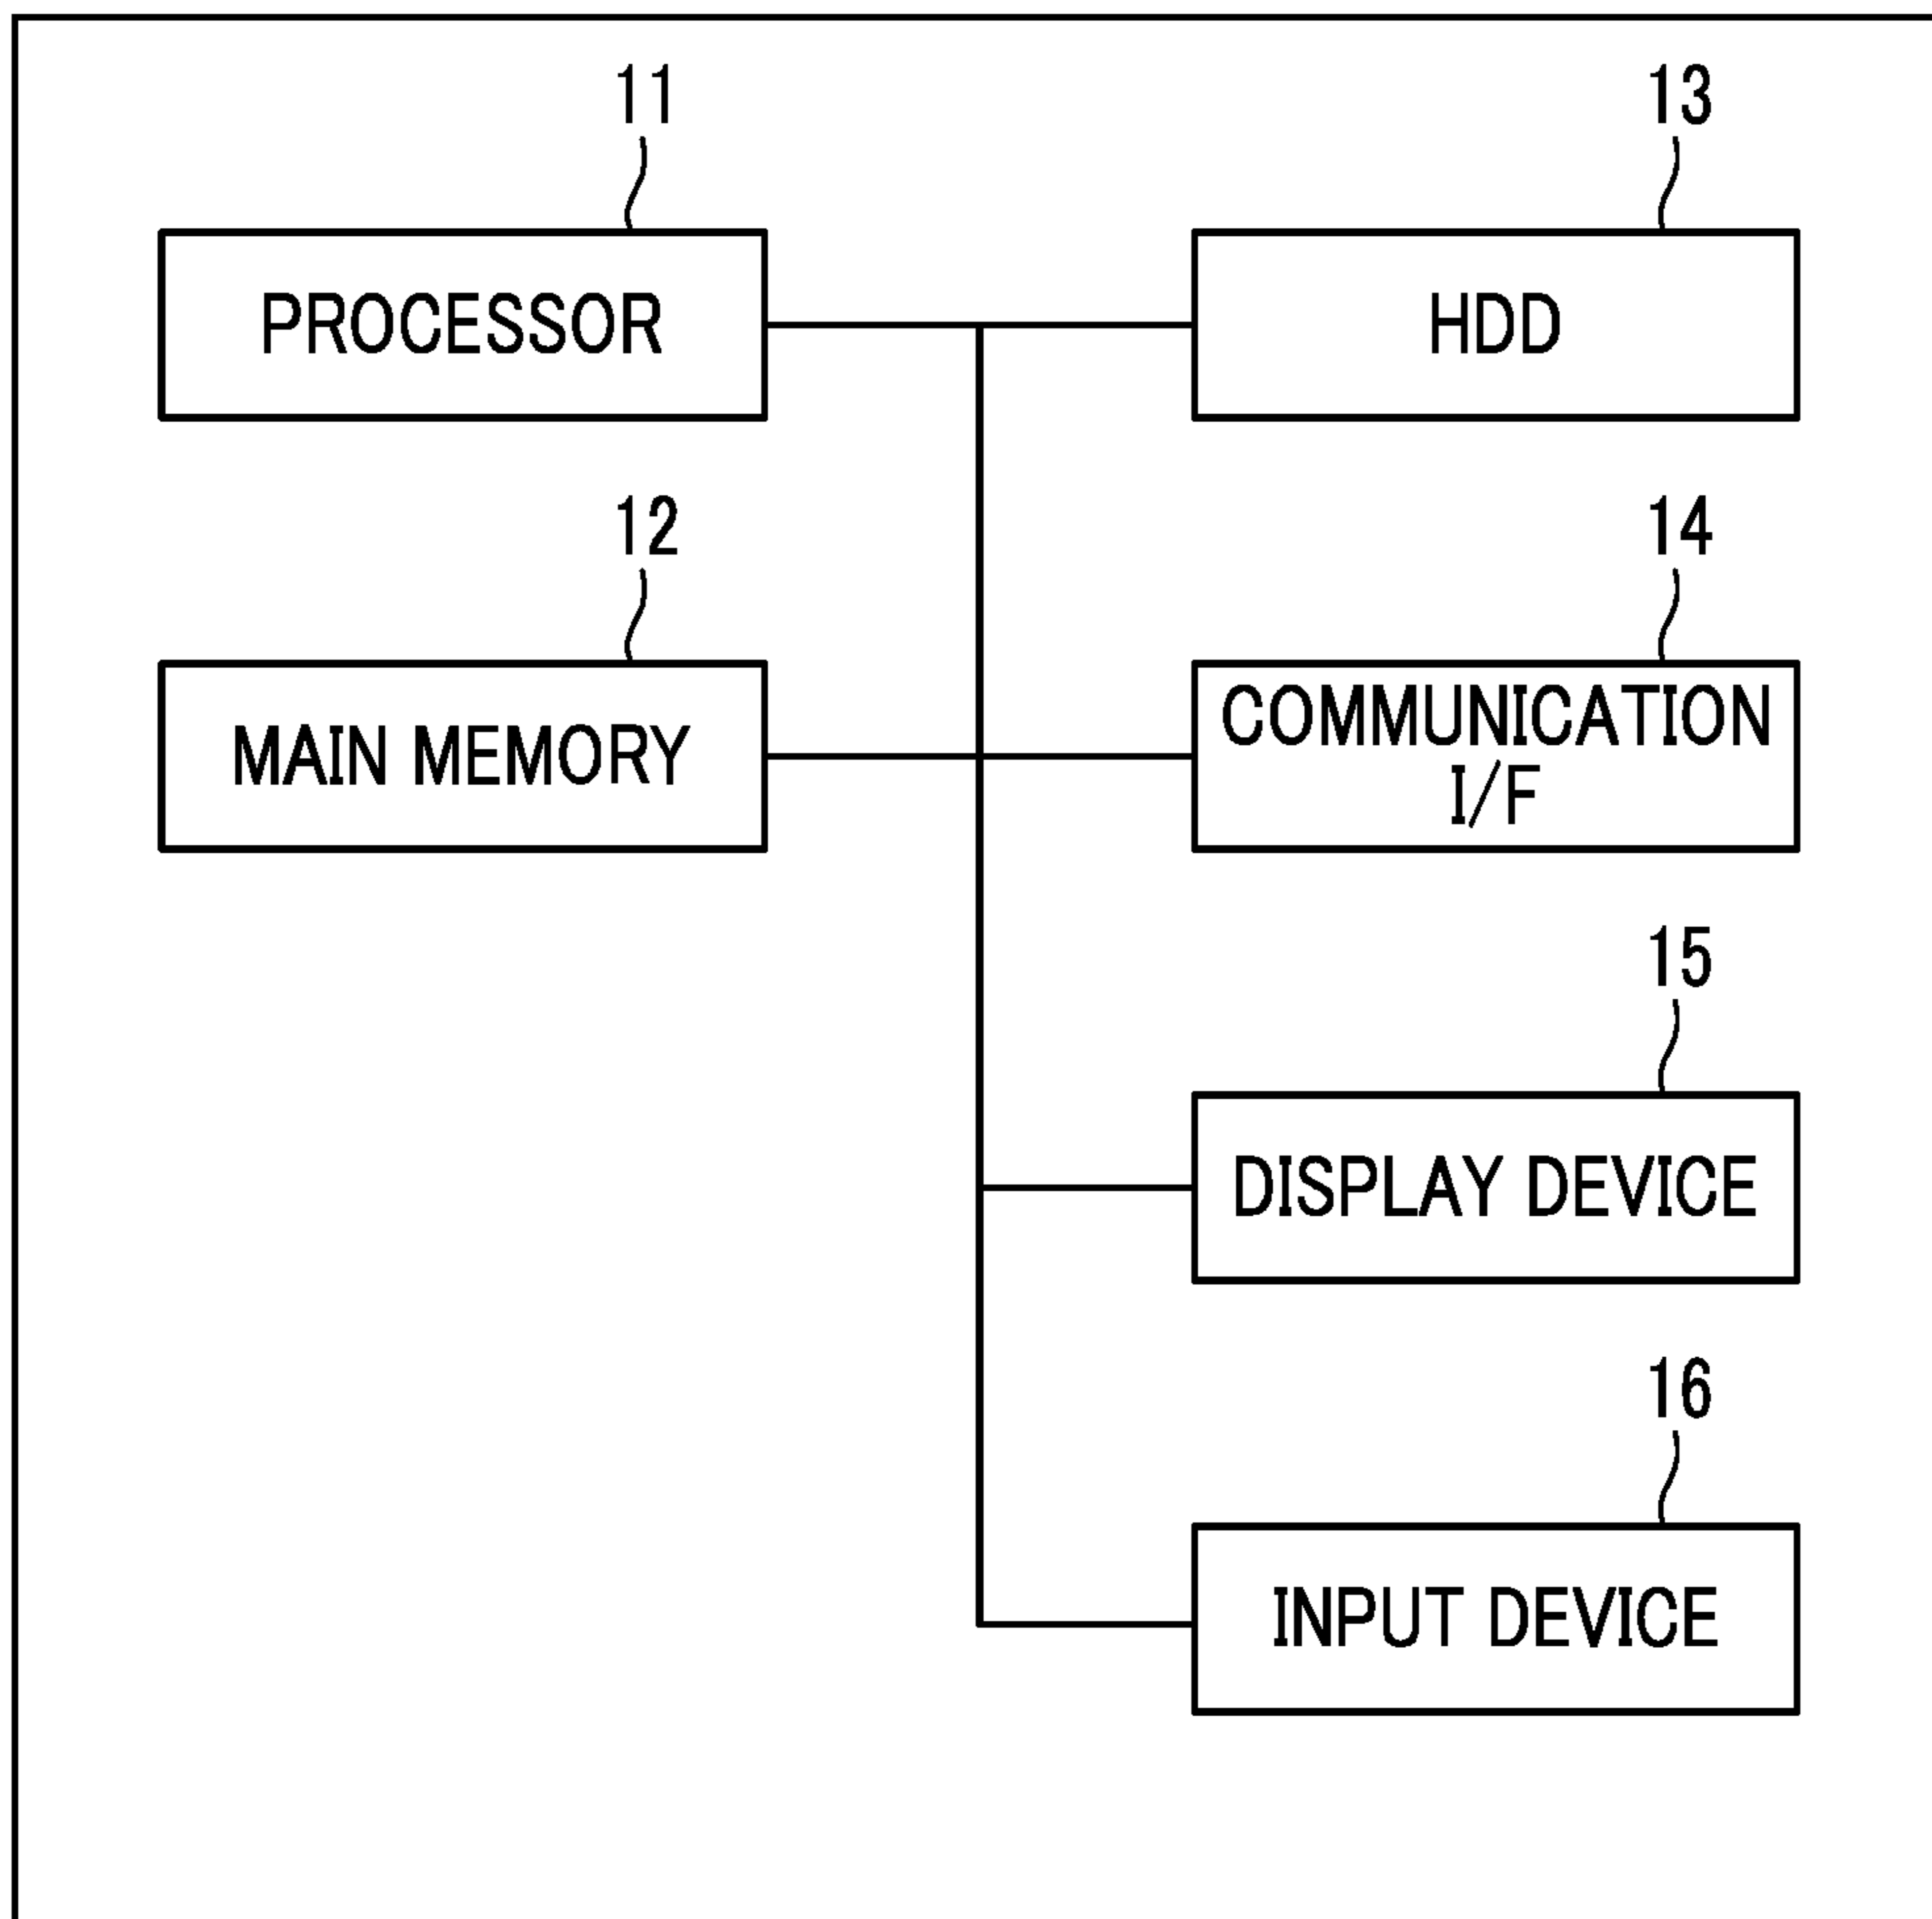 11
PROCESSOR
12
MAIN MEMORY
13
HDD
14
COMMUNICATION
I/F
15
DISPLAY DEVICE
16
INPUT DEVICE